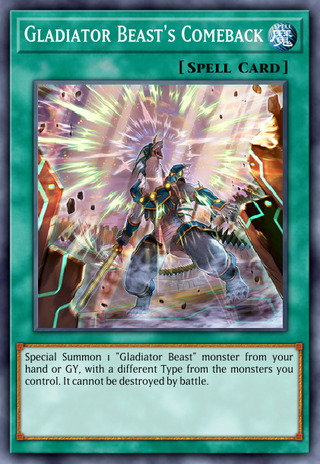 Gladiator Beast's Comeback
魔
[Spell Card]
Special Summon 1 "Gladiator Beast" monster from your
hand or GY, with a different Type from the monsters you
control. It cannot be destroyed by battle.